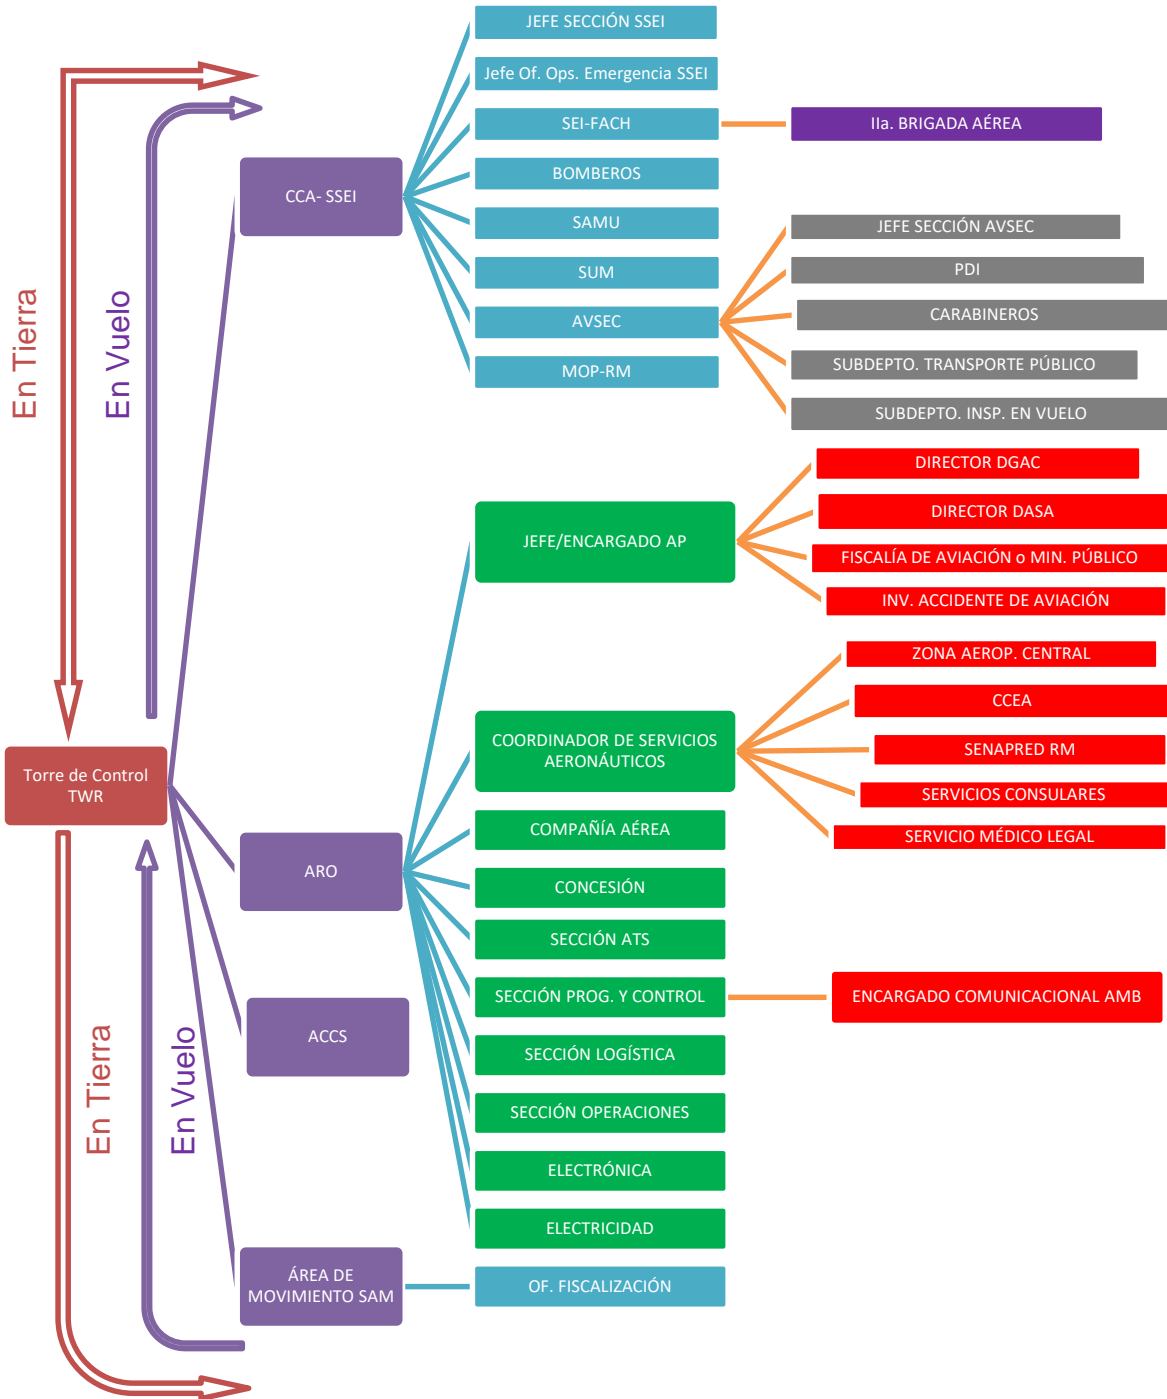 JEFE SECCIÓN SSEI
Jefe Of. Ops. Emergencia SSEI
SEI-FACH
IIa. BRIGADA AÉREA
CCA- SSEI
BOMBEROS
SAMU
SUM
AVSEC
MOP-RM
JEFE SECCIÓN AVSEC
PDI
CARABINEROS
SUBDEPTO. TRANSPORTE PÚBLICO
SUBDEPTO. INSP. EN VUELO
En Tierra
En Vuelo
JEFE/ENCARGADO AP
DIRECTOR DGAC
DIRECTOR DASA
FISCALÍA DE AVIACIÓN o MIN. PÚBLICO
INV. ACCIDENTE DE AVIACIÓN
COORDINADOR DE SERVICIOS
AERONÁUTICOS
ZONA AEROP. CENTRAL
CCEA
SENAPRED RM
SERVICIOS CONSULARES
SERVICIO MÉDICO LEGAL
Torre de Control
TWR
ARO
COMPAÑÍA AÉREA
CONCESIÓN
SECCIÓN ATS
SECCIÓN PROG. Y CONTROL
ENCARGADO COMUNICACIONAL AMB
ACCS
SECCIÓN LOGÍSTICA
SECCIÓN OPERACIONES
ELECTRÓNICA
ELECTRICIDAD
En Tierra
En Vuelo
ÁREA DE
MOVIMIENTO SAM
OF. FISCALIZACIÓN